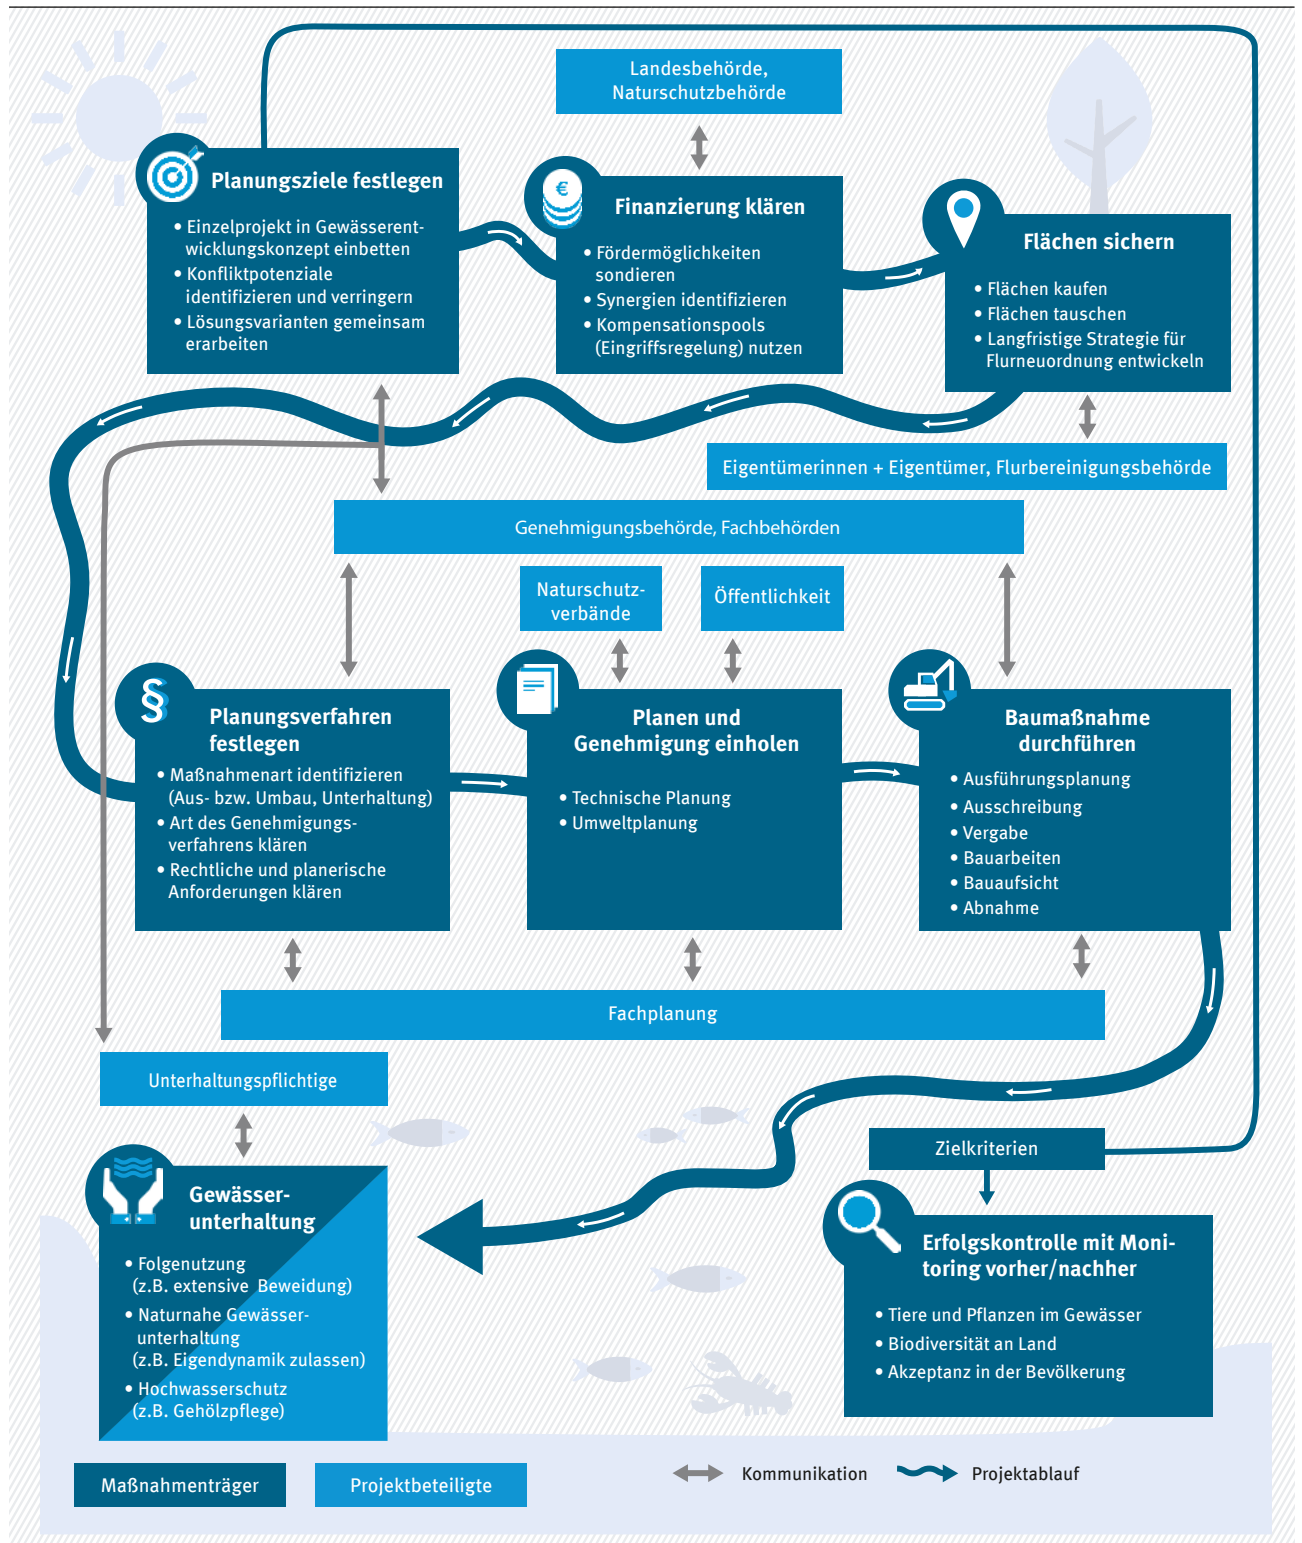 Landesbehörde,
Naturschutzbehörde
Planungsziele festlegen
• Einzelprojekt in Gewässerent-
wicklungskonzept einbetten
• Konfliktpotenziale
identifizieren und verringern
• Lösungsvarianten gemeinsam
erarbeiten
€
Finanzierung klären
• Fördermöglichkeiten
sondieren
• Synergien identifizieren
• Kompensationspools
(Eingriffsregelung) nutzen
Flächen sichern
• Flächen kaufen
• Flächen tauschen
• Langfristige Strategie für
Flurneuordnung entwickeln
Eigentümerinnen + Eigentümer, Flurbereinigungsbehörde
Genehmigungsbehörde, Fachbehörden
Naturschutz-
verbände
Öffentlichkeit
§
Planungsverfahren
festlegen
• Maßnahmenart identifizieren
(Aus- bzw. Umbau, Unterhaltung)
• Art des Genehmigungs-
verfahrens klären
• Rechtliche und planerische
Anforderungen klären
Planen und
Genehmigung einholen
• Technische Planung
• Umweltplanung
Baumaßnahme
durchführen
• Ausführungsplanung
• Ausschreibung
• Vergabe
• Bauarbeiten
• Bauaufsicht
• Abnahme
Fachplanung
Unterhaltungspflichtige
Gewässer-
unterhaltung
• Folgenutzung
(z.B. extensive Beweidung)
• Naturnahe Gewässer-
unterhaltung
(z.B. Eigendynamik zulassen)
• Hochwasserschutz
(z.B. Gehölzpflege)
Zielkriterien
Erfolgskontrolle mit Moni-
toring vorher/nachher
• Tiere und Pflanzen im Gewässer
• Biodiversität an Land
• Akzeptanz in der Bevölkerung
Maßnahmenträger
Projektbeteiligte
Kommunikation
Projektablauf